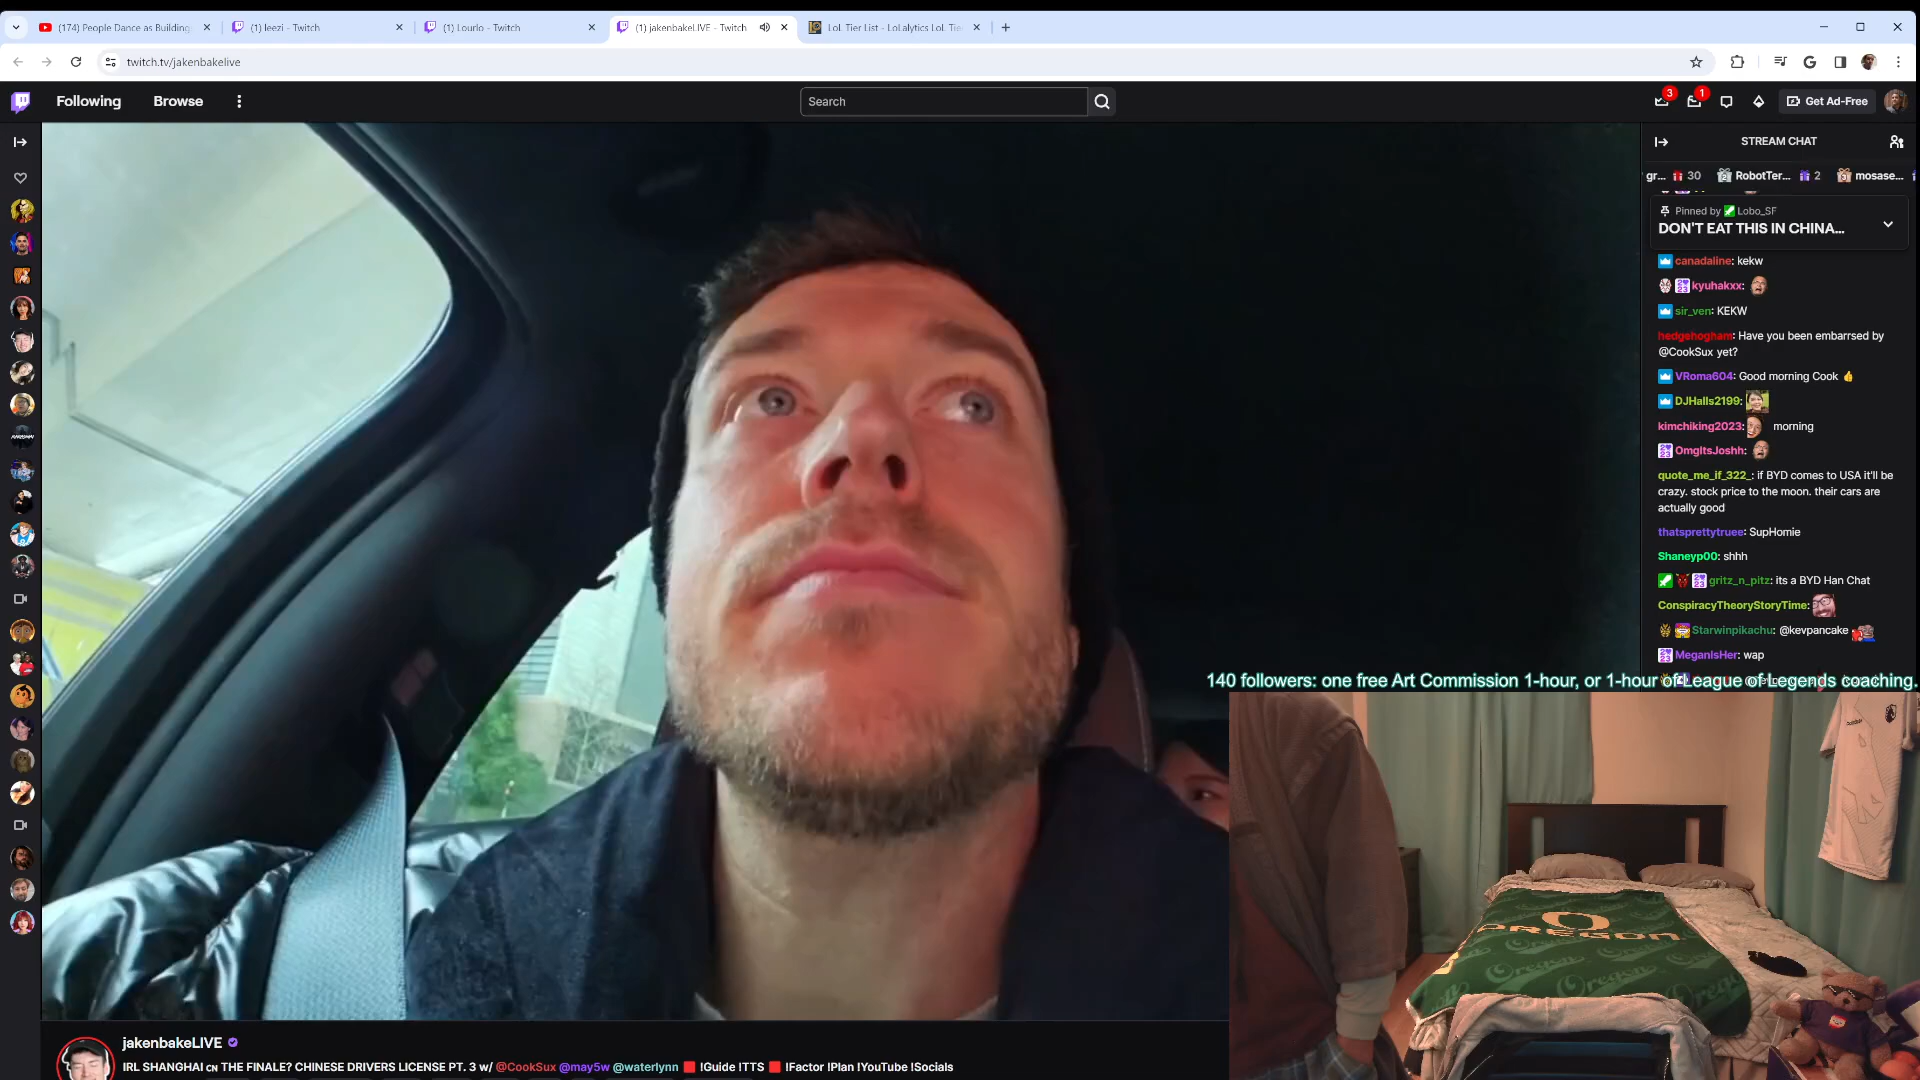 (174) People Dance as Building
(1) leezi - Twitch
(1) Lourlo - Twitch
(1) jakenbakeLIVE - Twitch
LoL Tier List - LoLalytics LoL Tie
twitch.tv/jakenbakelive
Following
Browse
Search
3
1
Get Ad-Free
STREAM CHAT
gr... 30
RobotTer... 2
mosase...
Pinned by Lobo_SF
DON'T EAT THIS IN CHINA...
canadaline: kekw
kyuhakxx:
sir_ven: KEKW
hedgehogham: Have you been embarrsed by
@CookSux yet?
VRoma604: Good morning Cook
DJHalls2199:
kimchiking2023: morning
OmgItsJoshh:
quote_me_if_322_: if BYD comes to USA it'll be
crazy. stock price to the moon. their cars are
actually good
thatsprettytruee: SupHomie
Shaneyp00: shhh
gritz_n_pitz: its a BYD Han Chat
ConspiracyTheoryStoryTime:
Starwinpikachu: @kevpancake
MeganIsHer: wap
140 followers: one free Art Commission 1-hour, or 1-hour of League of Legends coaching.
OREGON
Oregon
jakenbakeLIVE
IRL SHANGHAI CN THE FINALE? CHINESE DRIVERS LICENSE PT. 3 w/ @CookSux @may5w @waterlynn !Guide !TTS !Factor !Plan !YouTube !Socials